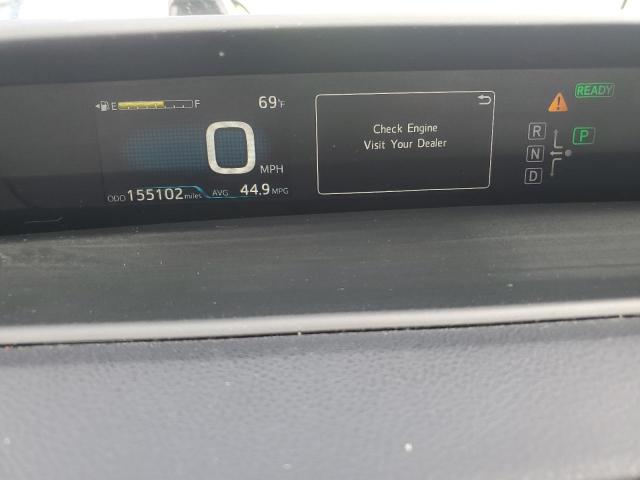 E F 69°F
0 MPH
ODO 155102 miles AVG 44.9 MPG
Check Engine
Visit Your Dealer
READY
R P
N
D